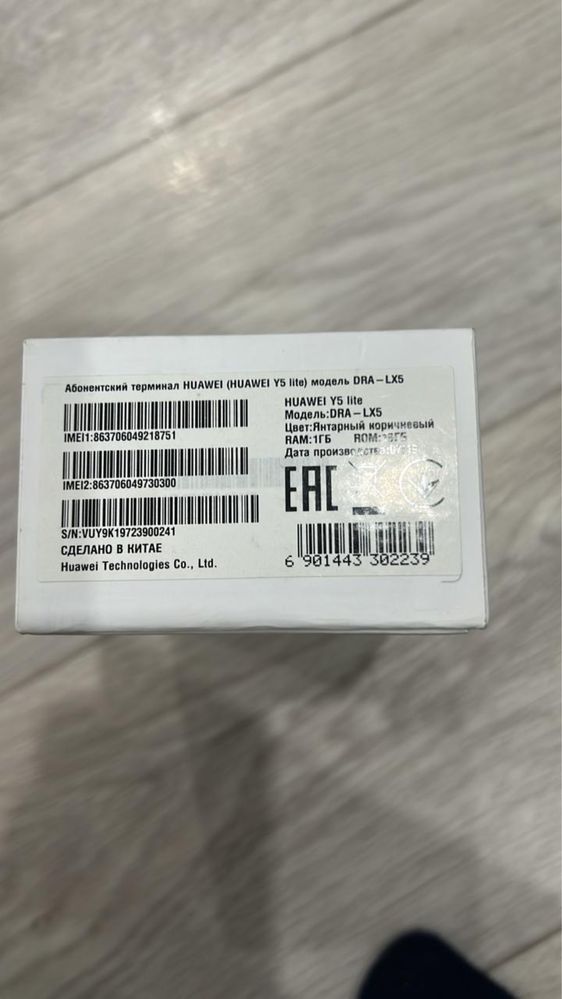 Абонентский терминал HUAWEI (HUAWEI Y5 lite) модель DRA-LX5
IMEI1:863706049218751
IMEI2:863706049730300
S/N:VUY9K19723900241
СДЕЛАНО В КИТАЕ
Huawei Technologies Co., Ltd.
HUAWEI Y5 lite
Модель:DRA-LX5
Цвет:Янтарный коричневый
RAM:1ГБ ROM:
Дата производства:
EAC
6 901443 302239